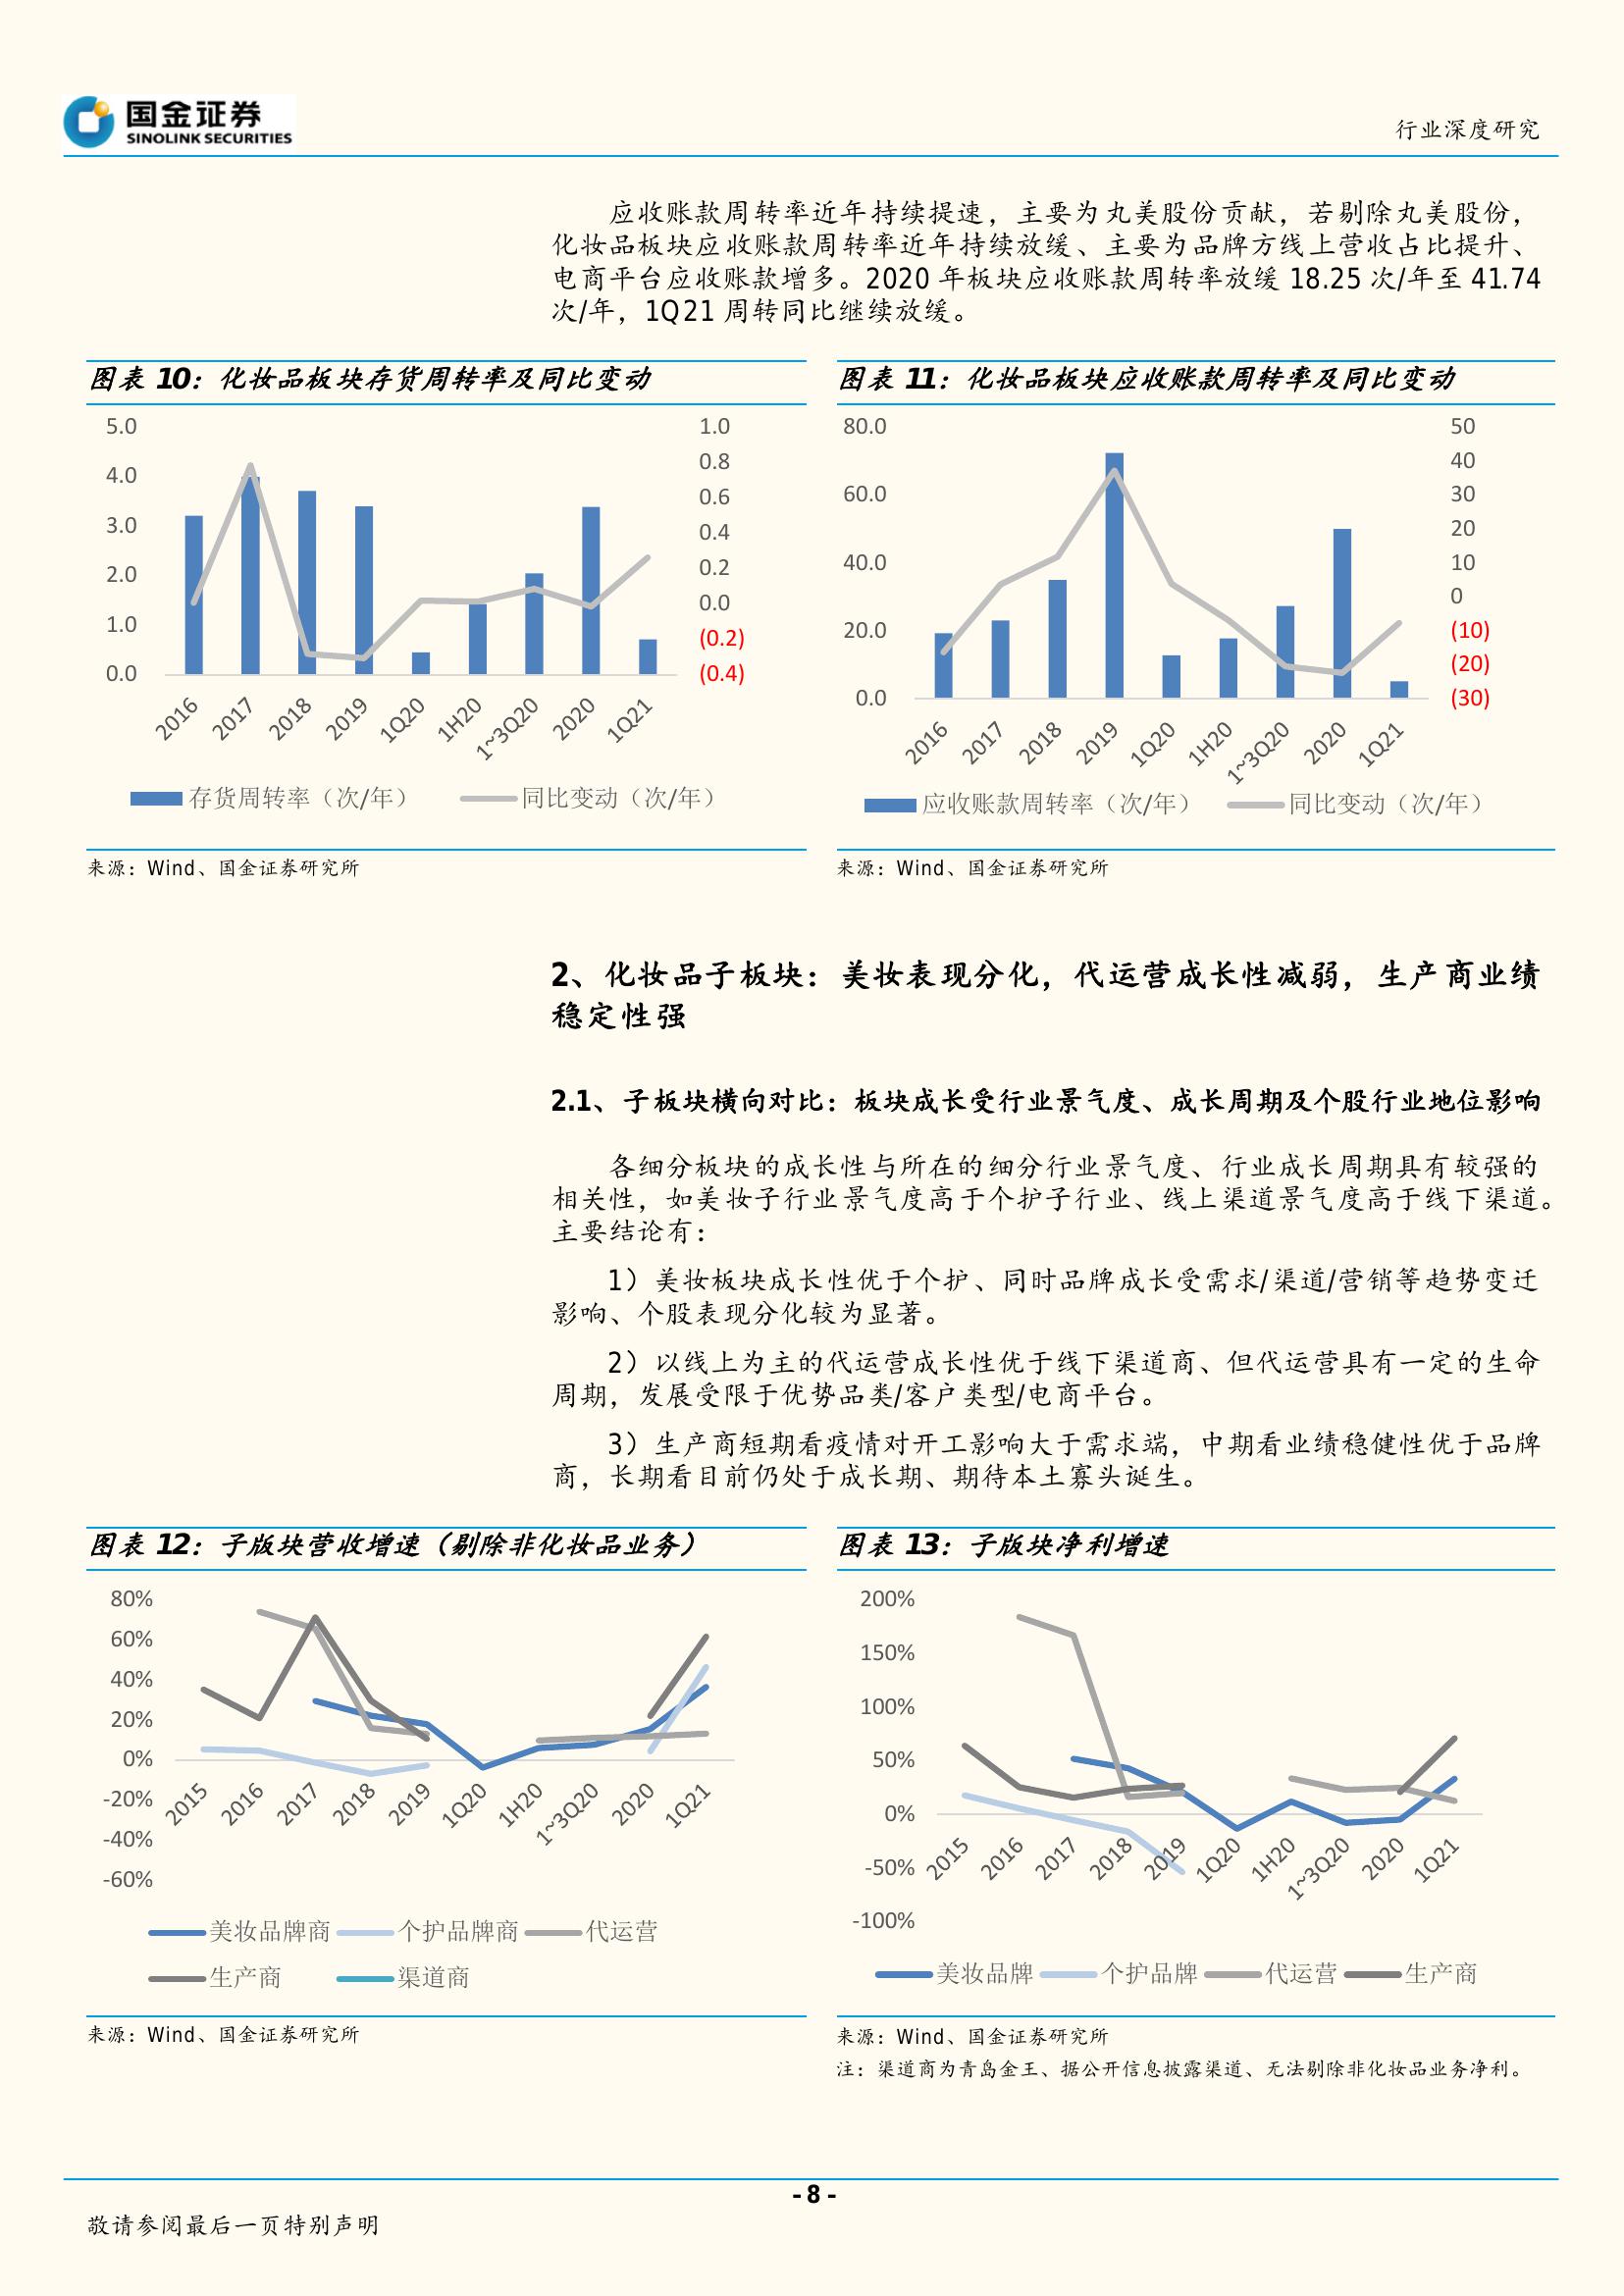 国金证券
SINOLINK SECURITIES
行业深度研究
应收账款周转率近年持续提速，主要为丸美股份贡献，若剔除丸美股份，
化妆品板块应收账款周转率近年持续放缓、主要为品牌方线上营收占比提升、
电商平台应收账款增多。2020 年板块应收账款周转率放缓 18.25 次/年至 41.74
次/年，1Q21 周转同比继续放缓。
图表 10：化妆品板块存货周转率及同比变动
5.0
4.0
3.0
2.0
1.0
0.0
1.0
0.8
0.6
0.4
0.2
0.0
(0.2)
(0.4)
2016 2017 2018 2019 1Q20 1H20 1~3Q20 2020 1Q21
存货周转率（次/年） 同比变动（次/年）
来源：Wind、国金证券研究所
图表 11：化妆品板块应收账款周转率及同比变动
80.0
60.0
40.0
20.0
0.0
50
40
30
20
10
0
(10)
(20)
(30)
2016 2017 2018 2019 1Q20 1H20 1~3Q20 2020 1Q21
应收账款周转率（次/年） 同比变动（次/年）
来源：Wind、国金证券研究所
2、化妆品子板块：美妆表现分化，代运营成长性减弱，生产商业绩
稳定性强
2.1、子板块横向对比：板块成长受行业景气度、成长周期及个股行业地位影响
各细分板块的成长性与所在的细分行业景气度、行业成长周期具有较强的
相关性，如美妆子行业景气度高于个护子行业、线上渠道景气度高于线下渠道。
主要结论有：
1）美妆板块成长性优于个护、同时品牌成长受需求/渠道/营销等趋势变迁
影响、个股表现分化较为显著。
2）以线上为主的代运营成长性优于线下渠道商、但代运营具有一定的生命
周期，发展受限于优势品类/客户类型/电商平台。
3）生产商短期看疫情对开工影响大于需求端，中期看业绩稳健性优于品牌
商，长期看目前仍处于成长期、期待本土寡头诞生。
图表 12：子版块营收增速（剔除非化妆品业务）
80%
60%
40%
20%
0%
-20%
-40%
-60%
2015 2016 2017 2018 2019 1Q20 1H20 1~3Q20 2020 1Q21
美妆品牌商 个护品牌商 代运营
生产商 渠道商
来源：Wind、国金证券研究所
图表 13：子版块净利增速
200%
150%
100%
50%
0%
-50%
-100%
2015 2016 2017 2018 2019 1Q20 1H20 1~3Q20 2020 1Q21
美妆品牌 个护品牌 代运营 生产商
来源：Wind、国金证券研究所
注：渠道商为青岛金王、据公开信息披露渠道、无法剔除非化妆品业务净利。
- 8 -
敬请参阅最后一页特别声明